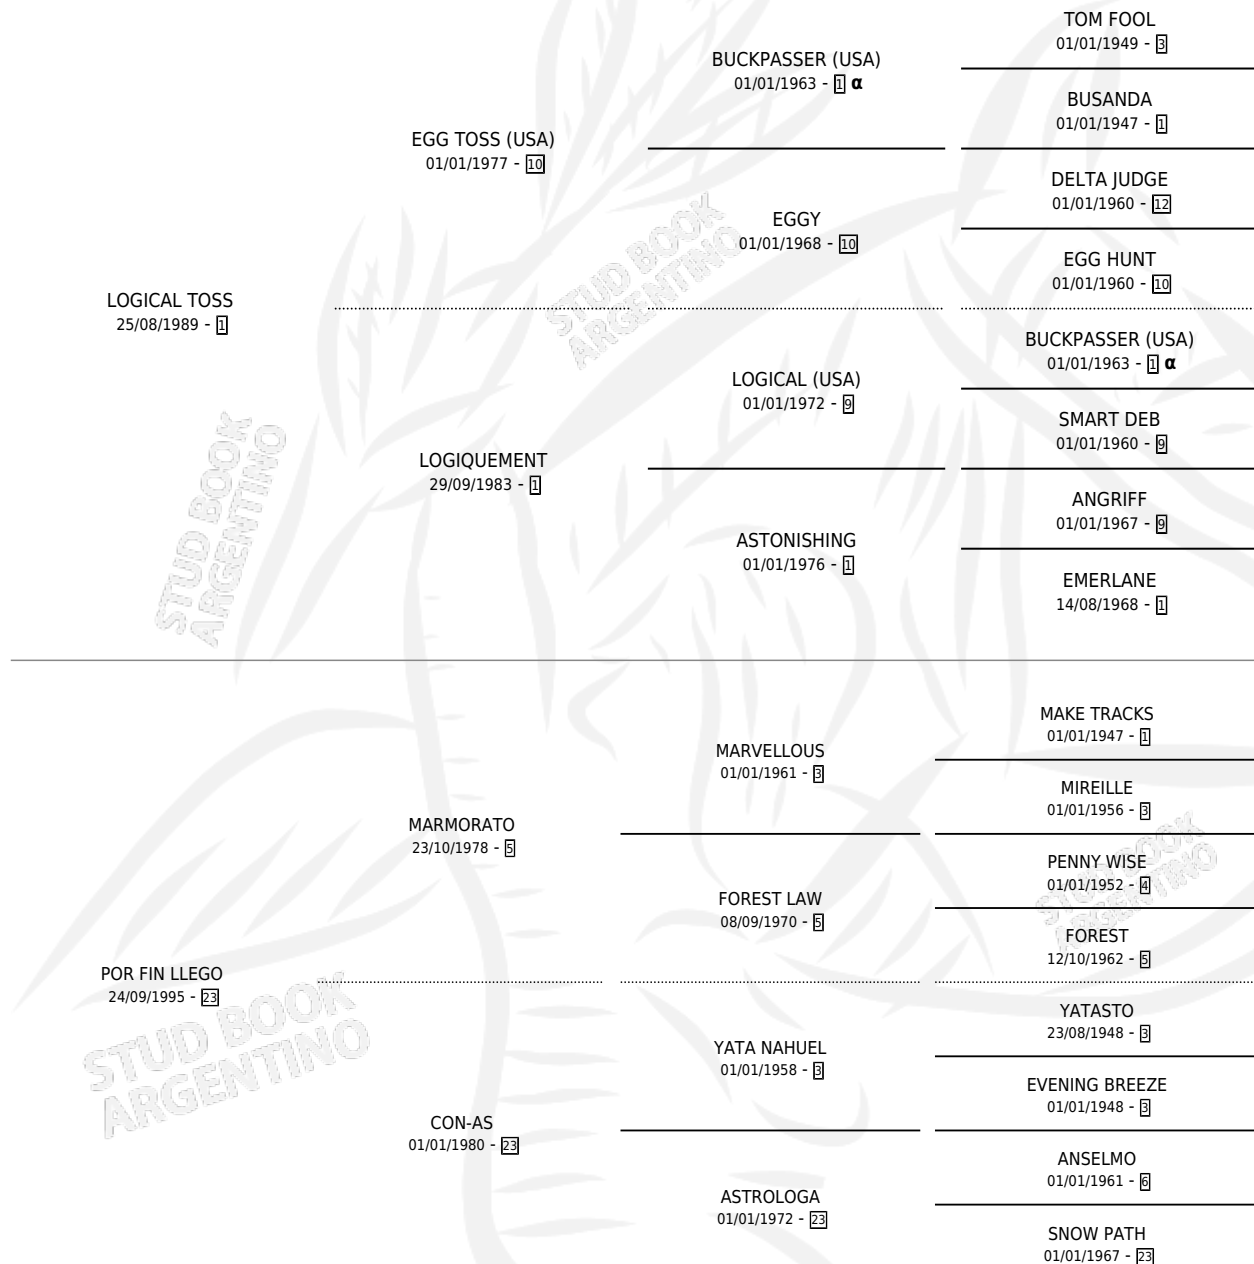 TOM FOOL
01/01/1949 - 3
BUCKPASSER (USA)
01/01/1963 - 1 α
BUSANDA
01/01/1947 - 1
EGG TOSS (USA)
01/01/1977 - 10
DELTA JUDGE
01/01/1960 - 12
EGGY
01/01/1968 - 10
EGG HUNT
01/01/1960 - 10
LOGICAL TOSS
25/08/1989 - 1
BUCKPASSER (USA)
01/01/1963 - 1 α
LOGICAL (USA)
01/01/1972 - 9
SMART DEB
01/01/1960 - 9
LOGIQUEMENT
29/09/1983 - 1
ANGRIFF
01/01/1967 - 9
ASTONISHING
01/01/1976 - 1
EMERLANE
14/08/1968 - 1
MAKE TRACKS
01/01/1947 - 1
MARVELLOUS
01/01/1961 - 3
MIREILLE
01/01/1956 - 3
MARMORATO
23/10/1978 - 5
PENNY WISE
01/01/1952 - 4
FOREST LAW
08/09/1970 - 5
FOREST
12/10/1962 - 5
POR FIN LLEGO
24/09/1995 - 23
YATASTO
23/08/1948 - 3
YATA NAHUEL
01/01/1958 - 3
EVENING BREEZE
01/01/1948 - 3
CON-AS
01/01/1980 - 23
ANSELMO
01/01/1961 - 6
ASTROLOGA
01/01/1972 - 23
SNOW PATH
01/01/1967 - 23
STUD BOOK
ARGENTINO
STUD BOOK
ARGENTINO
STUD BOOK
ARGENTINO
STUD BOOK
ARGENTINO